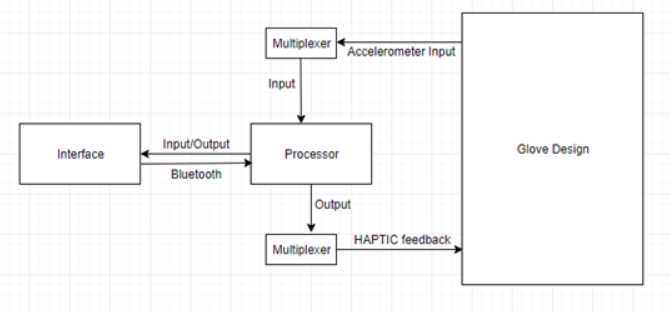 Multiplexer
Accelerometer Input
Input
Interface
Input/Output
Bluetooth
Processor
Glove Design
Output
Multiplexer
HAPTIC feedback